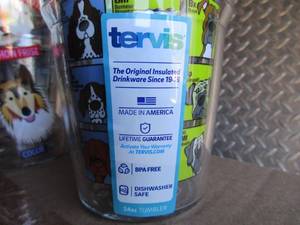 tervis
The Original Insulated
Drinkware Since 1946
MADE IN AMERICA
LIFETIME GUARANTEE
Activate Your Warranty
at TERVIS.COM
BPA FREE
DISHWASHER
SAFE
24oz TUMBLER
COLLIE